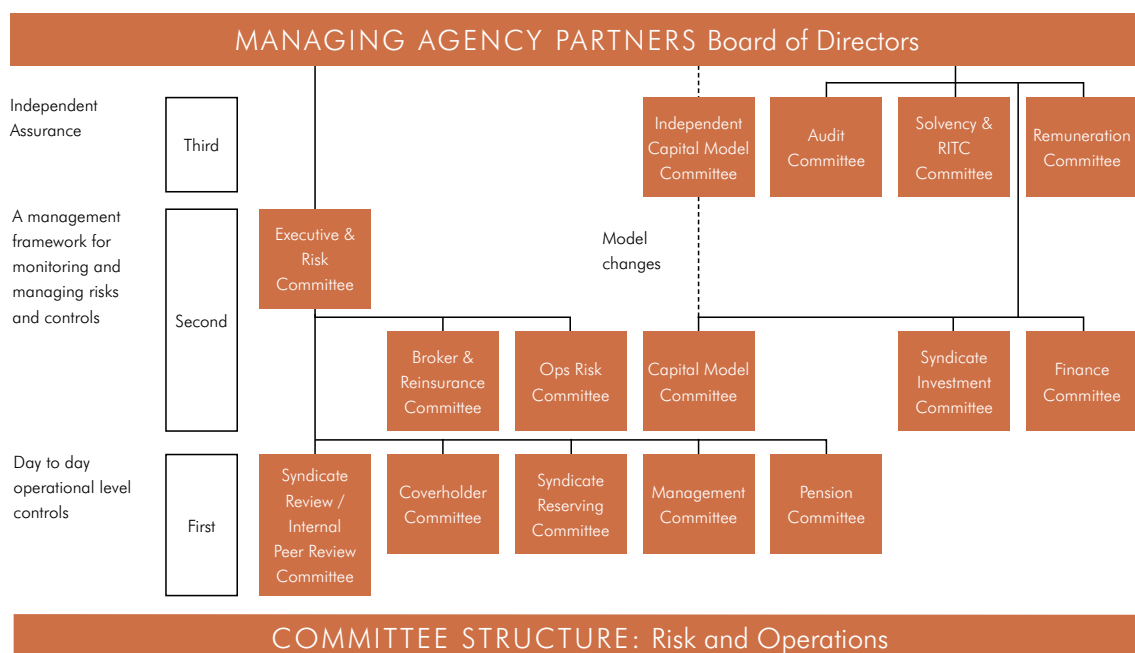 MANAGING AGENCY PARTNERS Board of Directors
Independent
Assurance
Third
Independent
Capital Model
Committee
Audit
Committee
Solvency &
RITC
Committee
Remuneration
Committee
A management
framework for
monitoring and
managing risks
and controls
Second
Executive &
Risk
Committee
Model
changes
Broker &
Reinsurance
Committee
Ops Risk
Committee
Capital Model
Committee
Syndicate
Investment
Committee
Finance
Committee
Day to day
operational level
controls
First
Syndicate
Review /
Internal
Peer Review
Committee
Coverholder
Committee
Syndicate
Reserving
Committee
Management
Committee
Pension
Committee
COMMITTEE STRUCTURE: Risk and Operations